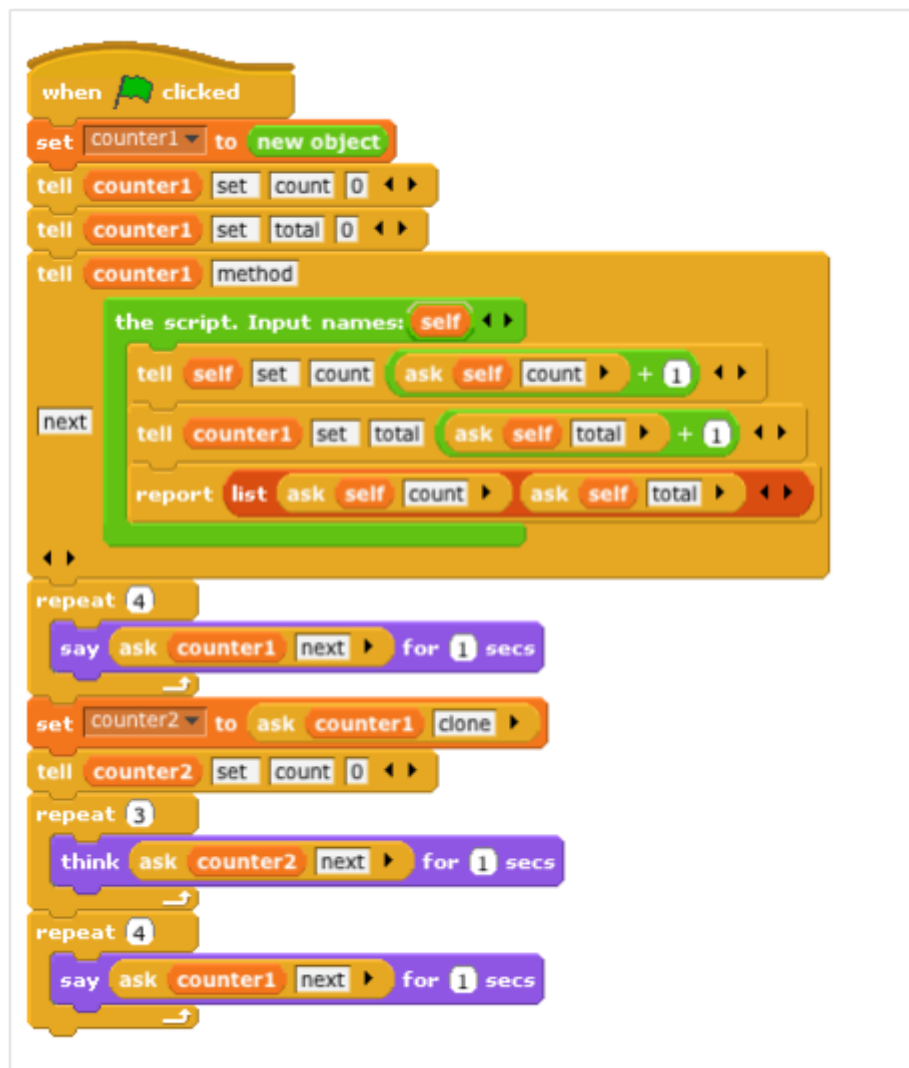 when clicked
set counter1 to new object
tell counter1 set count 0
tell counter1 set total 0
tell counter1 method
the script. Input names: self
tell self set count ask self count + 1
next
tell counter1 set total ask self total + 1
report list ask self count ask self total
repeat 4
say ask counter1 next for 1 secs
set counter2 to ask counter1 clone
tell counter2 set count 0
repeat 3
think ask counter2 next for 1 secs
repeat 4
say ask counter1 next for 1 secs